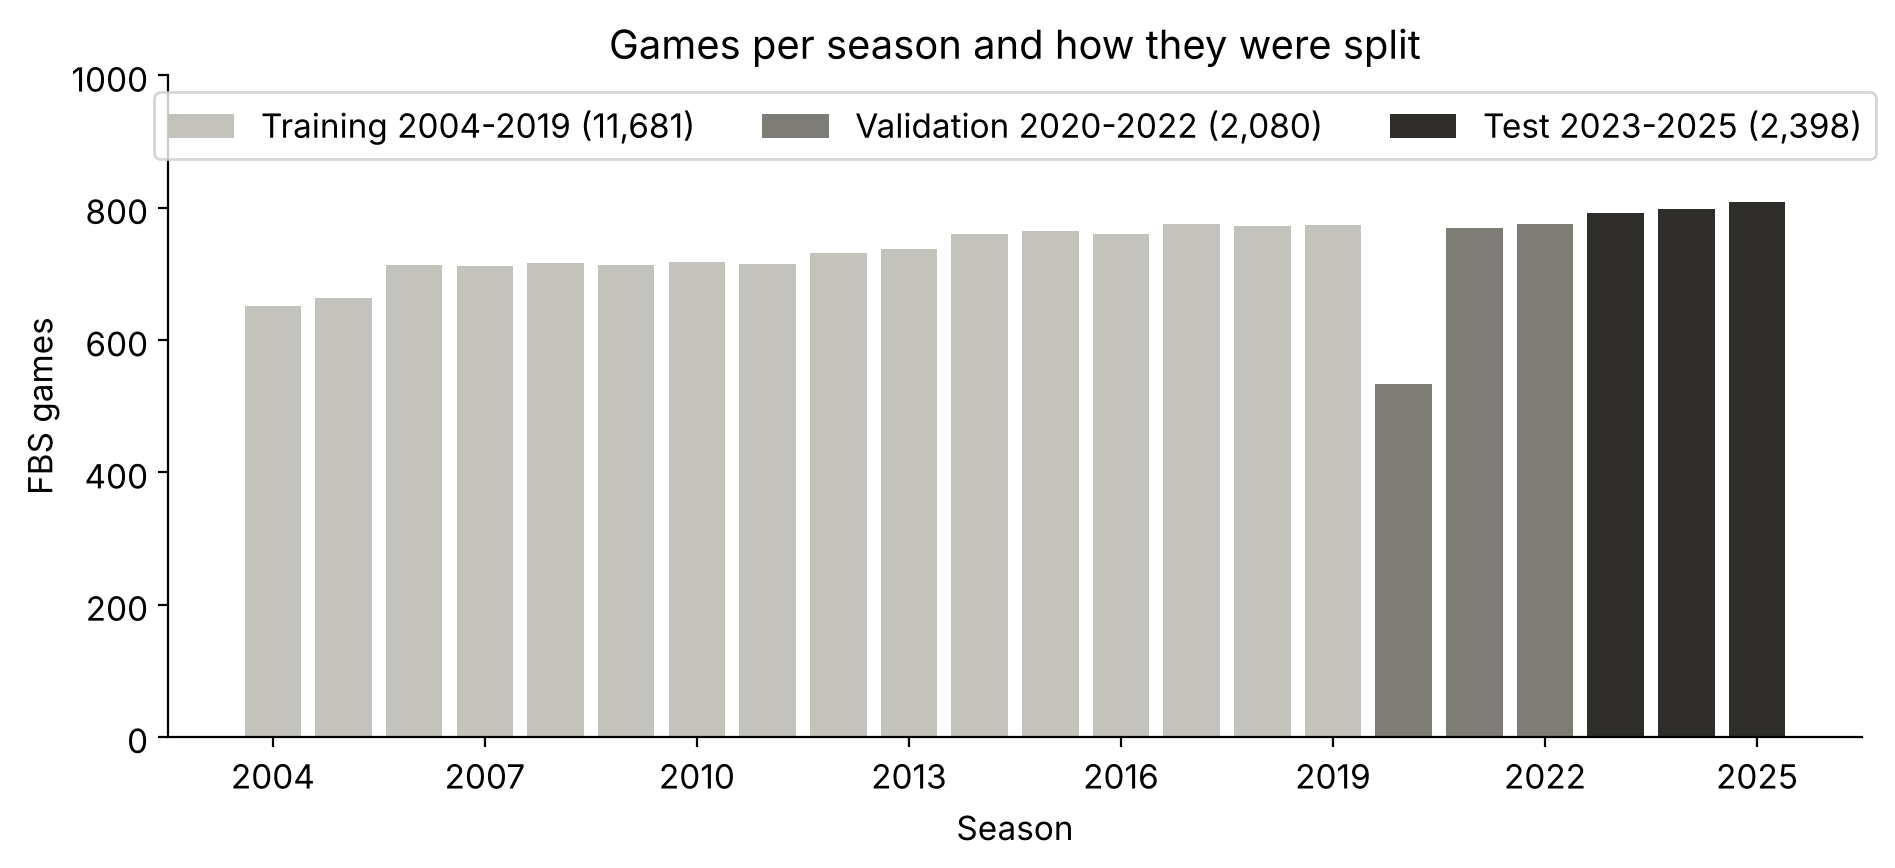 Games per season and how they were split
1000
Training 2004-2019 (11,681) Validation 2020-2022 (2,080) Test 2023-2025 (2,398)
800
600
400
200
0
FBS games
2004 2007 2010 2013 2016 2019 2022 2025
Season